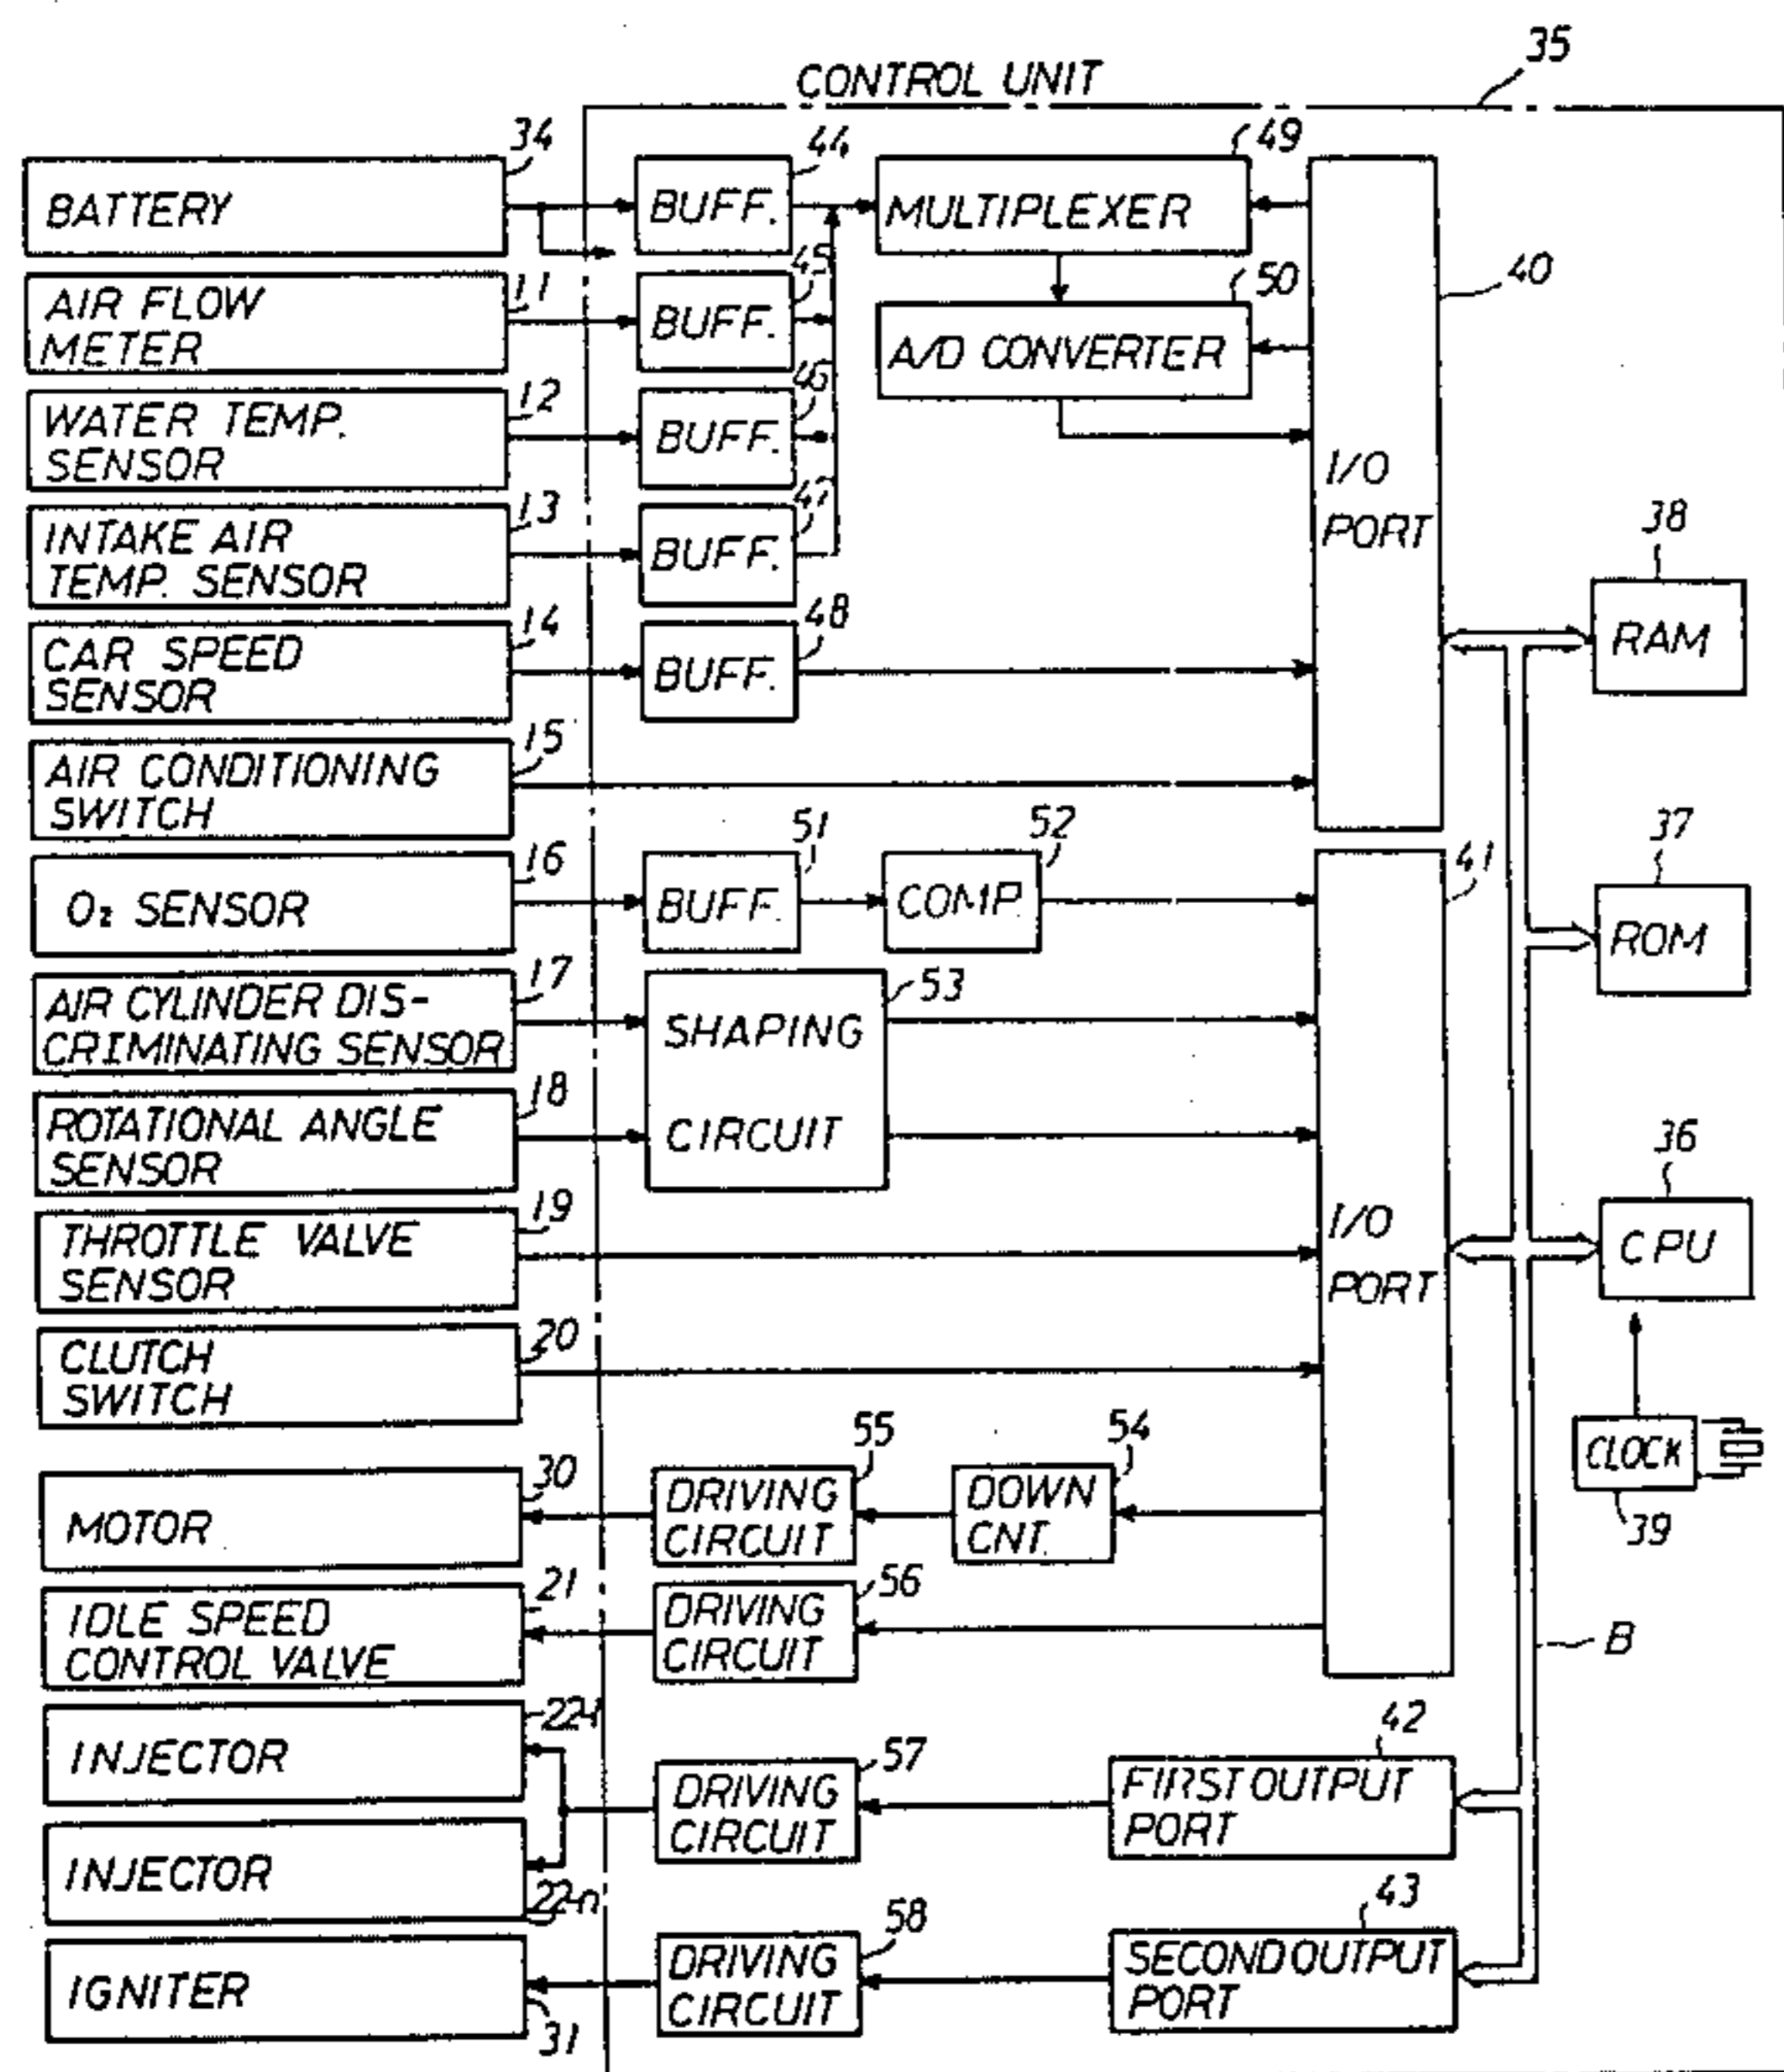 CONTROL UNIT
35
BATTERY
34
BUFF.
44
MULTIPLEXER
49
AIR FLOW
METER
11
BUFF.
45
A/D CONVERTER
50
40
WATER TEMP.
SENSOR
12
BUFF.
46
I/O
PORT
INTAKE AIR
TEMP. SENSOR
13
BUFF.
47
38
RAM
CAR SPEED
SENSOR
14
BUFF.
48
AIR CONDITIONING
SWITCH
15
O₂ SENSOR
16
BUFF.
51
COMP.
52
41
37
ROM
AIR CYLINDER DIS-
CRIMINATING SENSOR
17
SHAPING
CIRCUIT
53
ROTATIONAL ANGLE
SENSOR
18
36
CPU
THROTTLE VALVE
SENSOR
19
I/O
PORT
CLUTCH
SWITCH
20
CLOCK
39
MOTOR
30
DRIVING
CIRCUIT
55
DOWN
CNT.
54
IDLE SPEED
CONTROL VALVE
21
DRIVING
CIRCUIT
56
B
INJECTOR
22-1
DRIVING
CIRCUIT
57
FIRST OUTPUT
PORT
42
INJECTOR
22-n
IGNITER
31
DRIVING
CIRCUIT
58
SECOND OUTPUT
PORT
43